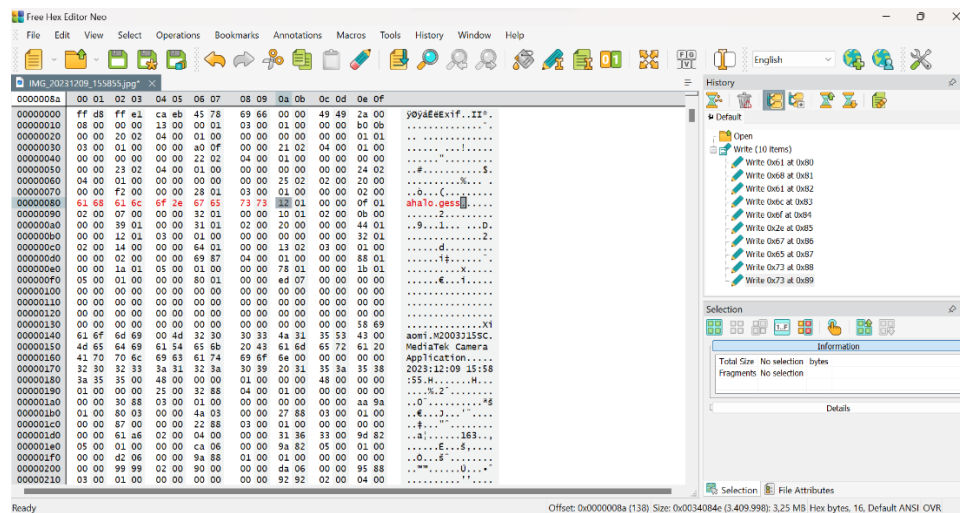 Free Hex Editor Neo
File Edit View Select Operations Bookmarks Annotations Macros Tools History Window Help
English
IMG_20231209_155855.jpg*
0000008a 00 01 02 03 04 05 06 07 08 09 0a 0b 0c 0d 0e 0f
00000000 ff d8 ff e1 ca eb 45 78 69 66 00 00 49 49 2a 00 ÿØÿáÊëExif..II*.
00000010 08 00 00 00 13 00 00 01 03 00 01 00 00 00 b0 0b
00000020 00 00 20 02 04 00 01 00 00 00 00 00 00 00 01 01
00000030 03 00 01 00 00 00 a0 0f 00 00 21 02 04 00 01 00
00000040 00 00 00 00 00 00 22 02 04 00 01 00 00 00 00 00
00000050 00 00 23 02 04 00 01 00 00 00 00 00 00 00 24 02
00000060 04 00 01 00 00 00 00 00 00 00 25 02 02 00 20 00
00000070 00 00 f2 00 00 00 28 01 03 00 01 00 00 00 02 00
00000080 61 68 61 6c 6f 2e 67 65 73 73 12 01 00 00 0f 01 ahalo.gess
00000090 02 00 07 00 00 00 32 01 00 00 10 01 02 00 0b 00
000000a0 00 00 39 01 00 00 31 01 02 00 20 00 00 00 44 01
000000b0 00 00 12 01 03 00 01 00 00 00 00 00 00 00 32 01
000000c0 02 00 14 00 00 00 64 01 00 00 13 02 03 00 01 00
000000d0 00 00 02 00 00 00 69 87 04 00 01 00 00 00 88 01
000000e0 00 00 1a 01 05 00 01 00 00 00 78 01 00 00 1b 01
000000f0 05 00 01 00 00 00 80 01 00 00 ed 07 00 00 00 00
00000100 00 00 00 00 00 00 00 00 00 00 00 00 00 00 00 00
00000110 00 00 00 00 00 00 00 00 00 00 00 00 00 00 00 00
00000120 00 00 00 00 00 00 00 00 00 00 00 00 00 00 00 00
00000130 00 00 00 00 00 00 00 00 00 00 00 00 00 00 58 69 ..............Xi
00000140 61 6f 6d 69 00 4d 32 30 30 33 4a 31 35 53 43 00 aomi.M2003J15SC.
00000150 4d 65 64 69 61 54 65 6b 20 43 61 6d 65 72 61 20 MediaTek Camera
00000160 41 70 70 6c 69 63 61 74 69 6f 6e 00 00 00 00 00 Application.....
00000170 32 30 32 33 3a 31 32 3a 30 39 20 31 35 3a 35 38 2023:12:09 15:58
00000180 3a 35 35 00 48 00 00 00 01 00 00 00 48 00 00 00 :55.H.......H...
00000190 01 00 00 00 25 00 32 88 04 00 01 00 00 00 00 00
000001a0 00 00 30 88 03 00 01 00 00 00 00 00 00 00 aa 9a
000001b0 01 00 80 03 00 00 4a 03 00 00 27 88 03 00 01 00
000001c0 00 00 87 00 00 00 22 88 03 00 01 00 00 00 00 00
000001d0 00 00 61 a6 02 00 04 00 00 00 31 36 33 00 9d 82
000001e0 05 00 01 00 00 00 ca 06 00 00 9a 82 05 00 01 00
000001f0 00 00 d2 06 00 00 9a 88 01 00 01 00 00 00 00 00
00000200 00 00 99 99 02 00 90 00 00 00 da 06 00 00 95 88
00000210 03 00 01 00 00 00 00 00 00 00 92 92 02 00 04 00
History
Default
Open
Write (10 items)
Write 0x61 at 0x80
Write 0x68 at 0x81
Write 0x61 at 0x82
Write 0x6c at 0x83
Write 0x6f at 0x84
Write 0x2e at 0x85
Write 0x67 at 0x86
Write 0x65 at 0x87
Write 0x73 at 0x88
Write 0x73 at 0x89
Selection
Information
Total Size No selection bytes
Fragments No selection
Details
Selection File Attributes
Ready Offset: 0x0000008a (138) Size: 0x0034084e (3.409.998): 3,25 MB Hex bytes, 16, Default ANSI OVR